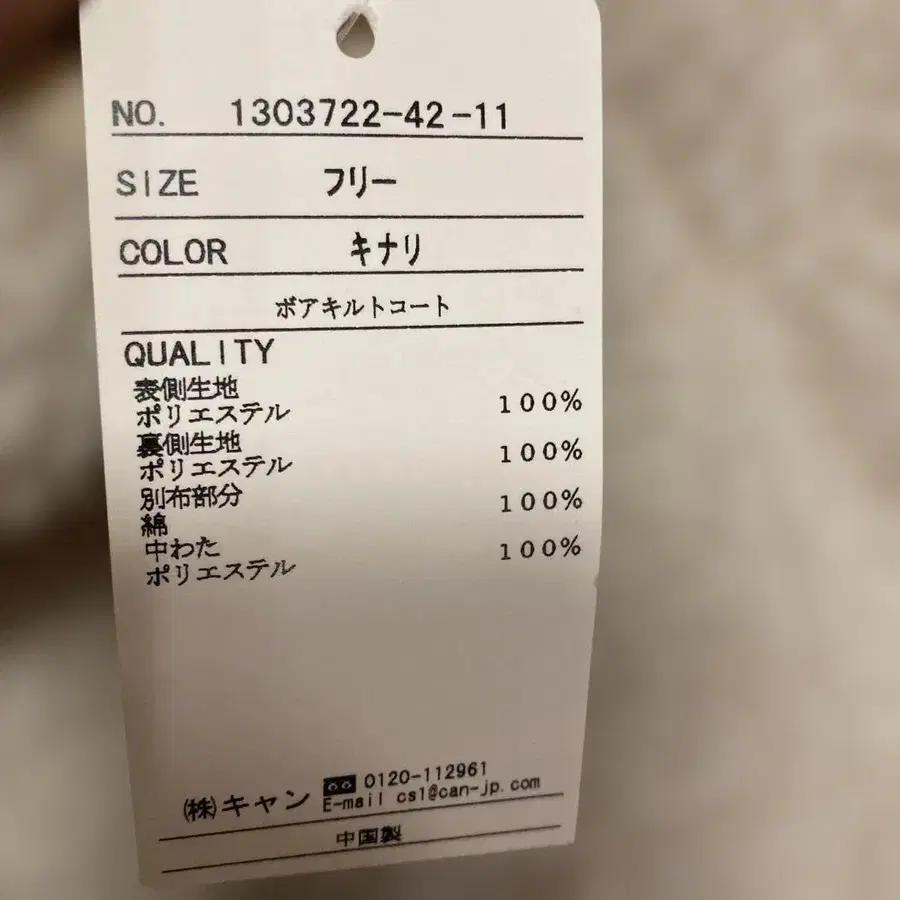 NO. 1303722-42-11
SIZE フリー
COLOR キナリ
ボアキルトコート
QUALITY
表側生地
ポリエステル 100%
裏側生地
ポリエステル 100%
別布部分
綿 100%
中わた
ポリエステル 100%
(株)キャン 0120-112961
E-mail cs1@can-jp.com
中国製